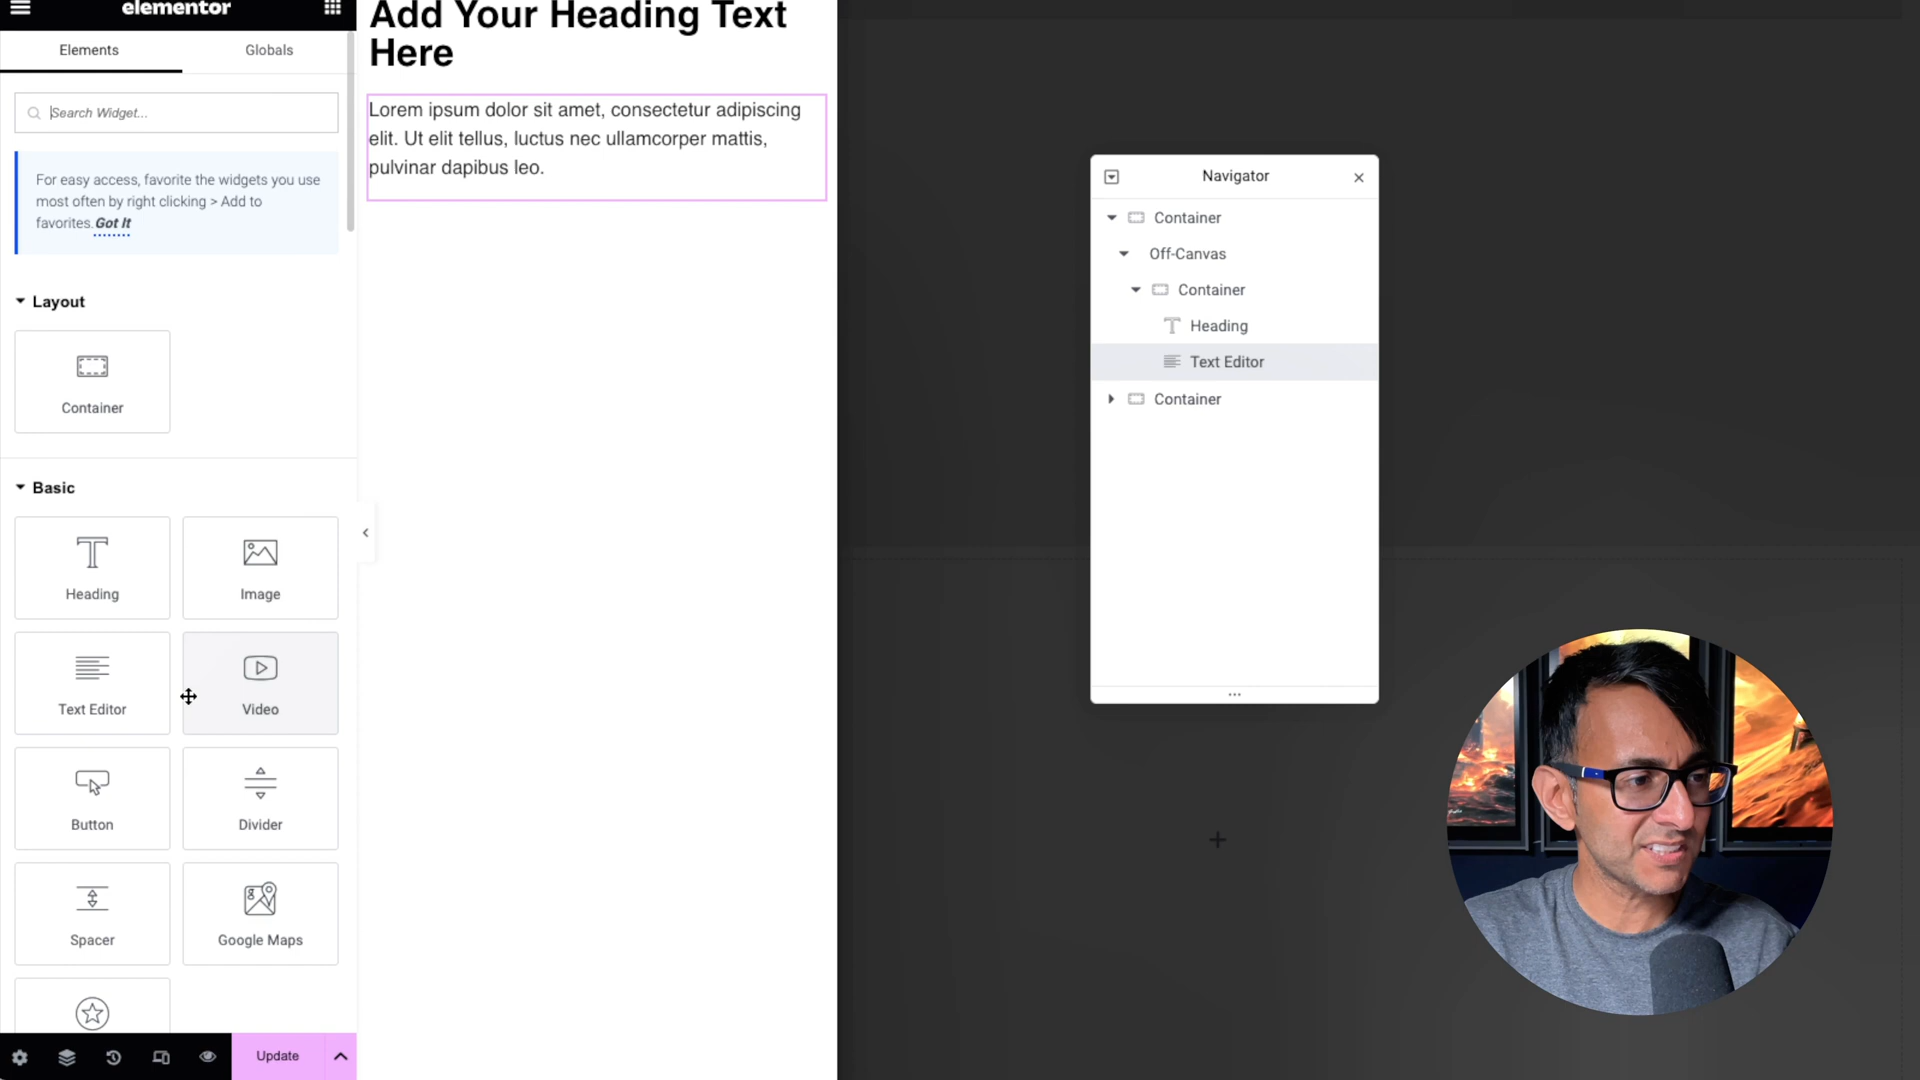 elementor
Elements
Globals
Search Widget...
For easy access, favorite the widgets you use
most often by right clicking > Add to
favorites. Got It
Layout
Container
Basic
Heading
Image
Text Editor
Video
Button
Divider
Spacer
Google Maps
Update
Add Your Heading Text
Here
Lorem ipsum dolor sit amet, consectetur adipiscing
elit. Ut elit tellus, luctus nec ullamcorper mattis,
pulvinar dapibus leo.
Navigator
Container
Off-Canvas
Container
Heading
Text Editor
Container